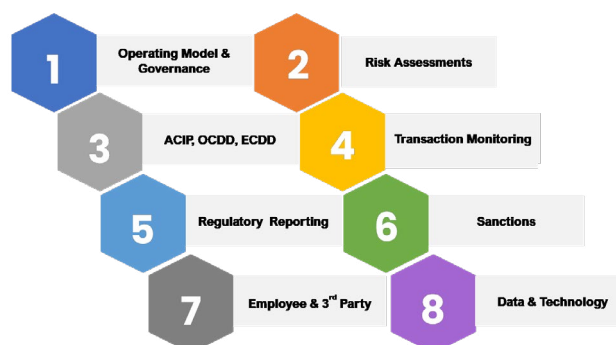 1
Operating Model &
Governance
2
Risk Assessments
3
ACIP, OCDD, ECDD
4
Transaction Monitoring
5
Regulatory Reporting
6
Sanctions
7
Employee & 3rd Party
8
Data & Technology